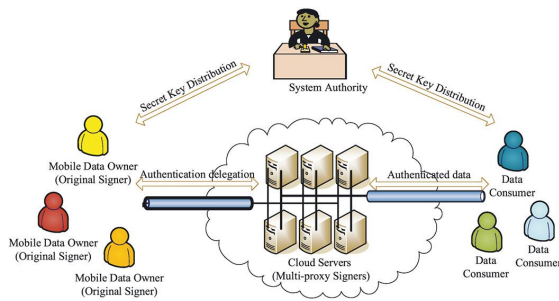 System Authority
Secret Key Distribution
Secret Key Distribution
Mobile Data Owner
(Original Signer)
Authentication delegation
Authenticated data
Data
Consumer
Mobile Data Owner
(Original Signer)
Mobile Data Owner
(Original Signer)
Cloud Servers
(Multi-proxy Signers)
Data
Consumer
Data
Consumer